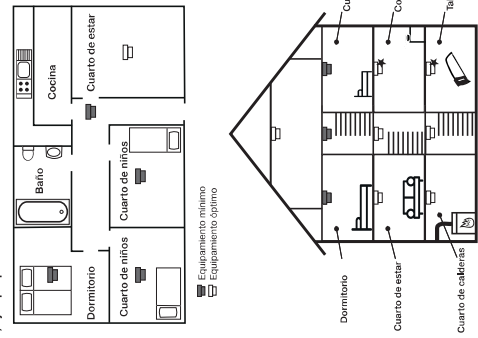 Cocina
Cuarto de estar
Baño
Cuarto de niños
Dormitorio
Cuarto de niños
Equipamiento mínimo
Equipamiento óptimo
Dormitorio
Cuarto de estar
Cuarto de calderas